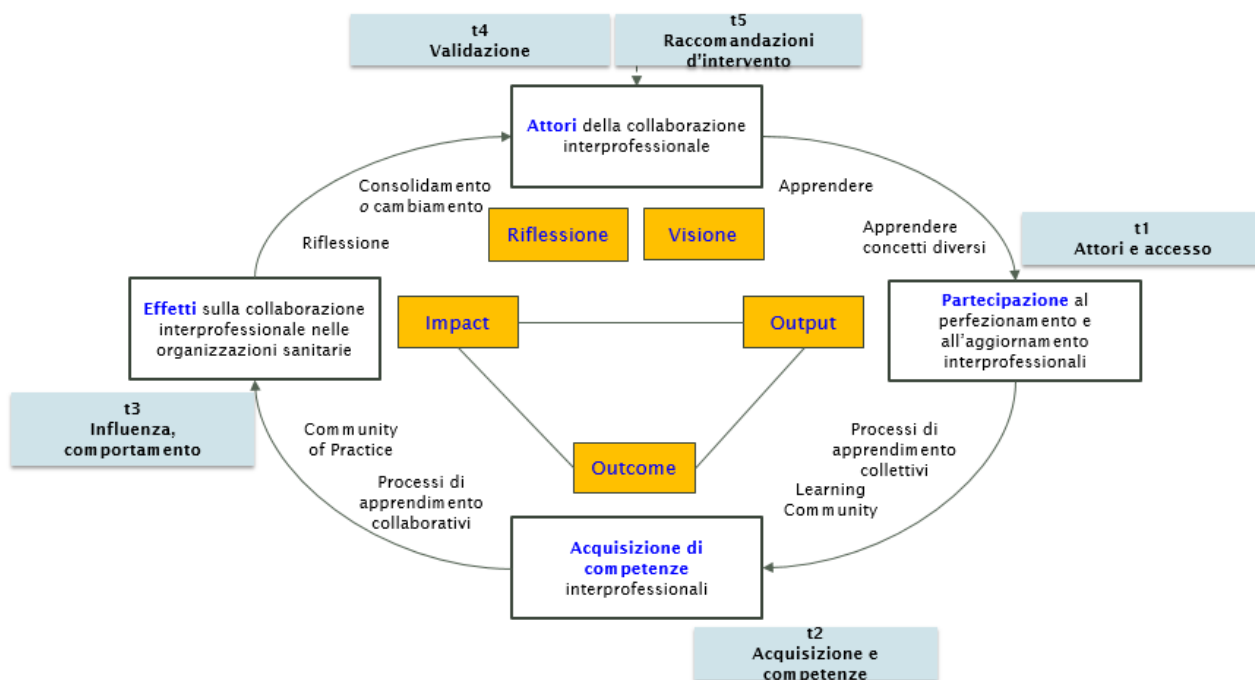 t4
Validazione
t5
Raccomandazioni
d'intervento
Attori della collaborazione
interprofessionale
Consolidamento
o cambiamento
Riflessione
Apprendere
Apprendere
concetti diversi
t1
Attori e accesso
Riflessione
Visione
Effetti sulla collaborazione
interprofessionale nelle
organizzazioni sanitarie
Impact
Output
Partecipazione al
perfezionamento e
all'aggiornamento
interprofessionali
t3
Influenza,
comportamento
Community
of Practice
Processi di
apprendimento
collaborativi
Outcome
Processi di
apprendimento
collettivi
Learning
Community
Acquisizione di
competenze
interprofessionali
t2
Acquisizione e
competenze